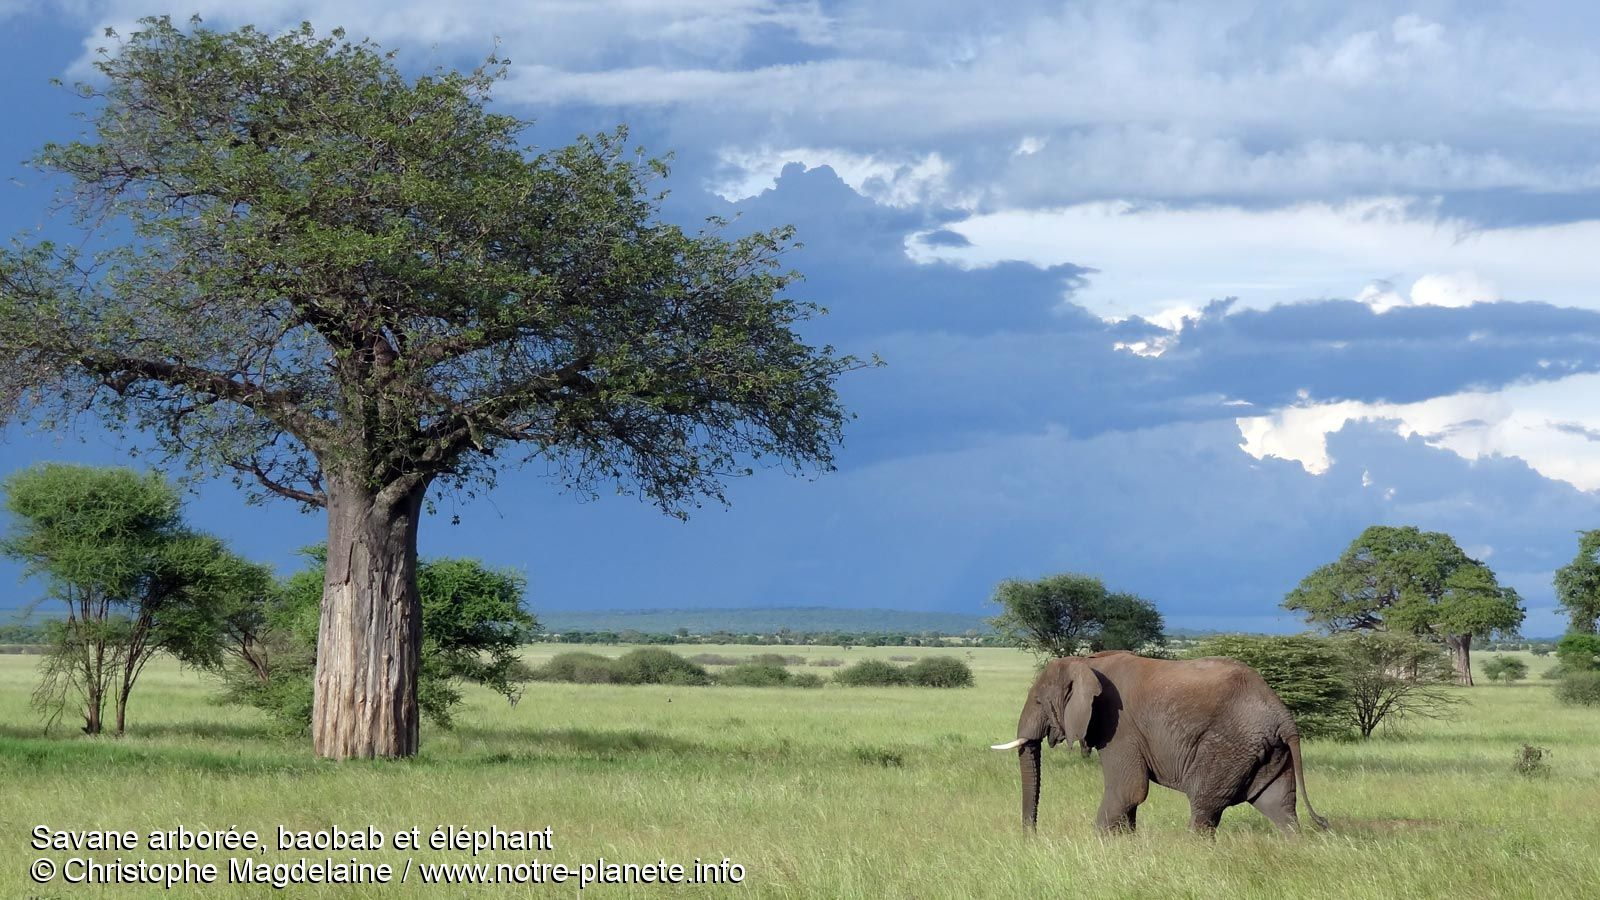 Savane arborée, baobab et éléphant
© Christophe Magdelaine / www.notre-planete.info